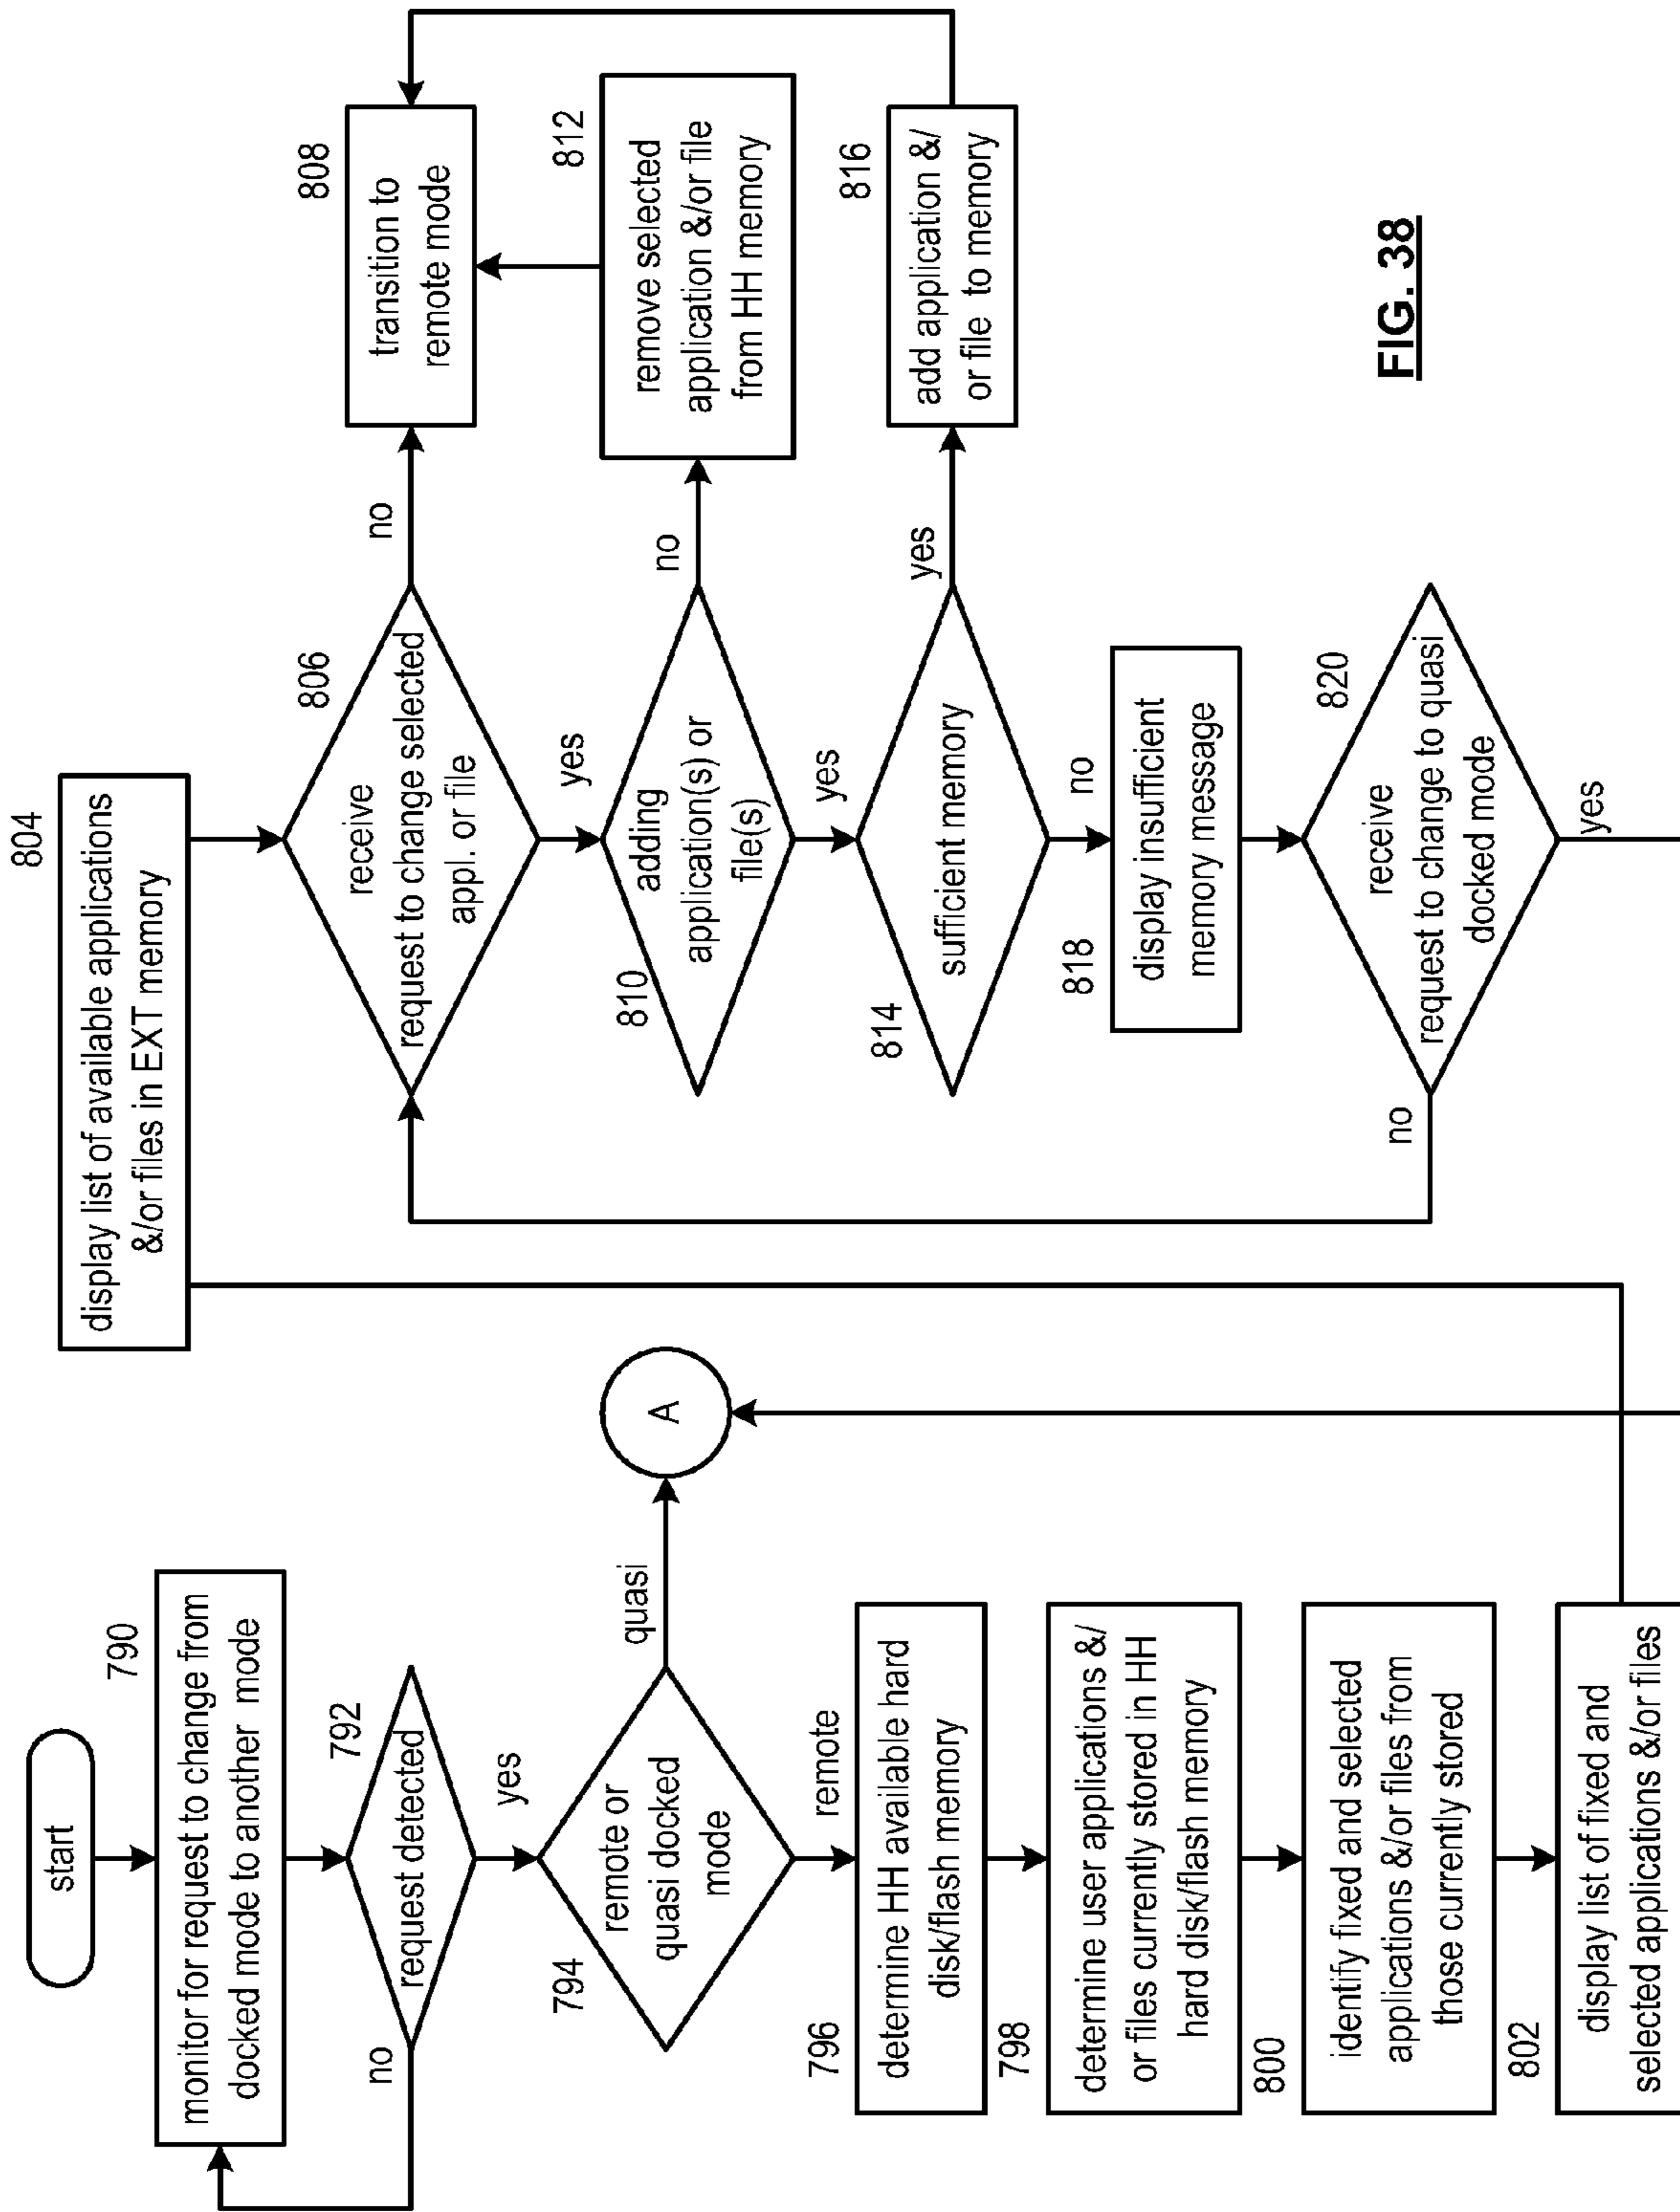 start
790
monitor for request to change from
docked mode to another mode
792
request detected
no
yes
794
remote or
quasi docked
mode
quasi
A
remote
796
determine HH available hard
disk/flash memory
798
determine user applications &/
or files currently stored in HH
hard disk/flash memory
800
identify fixed and selected
applications &/or files from
those currently stored
802
display list of fixed and
selected applications &/or files
804
display list of available applications
&/or files in EXT memory
806
receive
request to change selected
appl. or file
no
808
transition to
remote mode
yes
810
adding
application(s) or
file(s)
no
812
remove selected
application &/or file
from HH memory
yes
814
sufficient memory
yes
816
add application &/
or file to memory
no
818
display insufficient
memory message
820
receive
request to change to quasi
docked mode
no
yes
FIG. 38